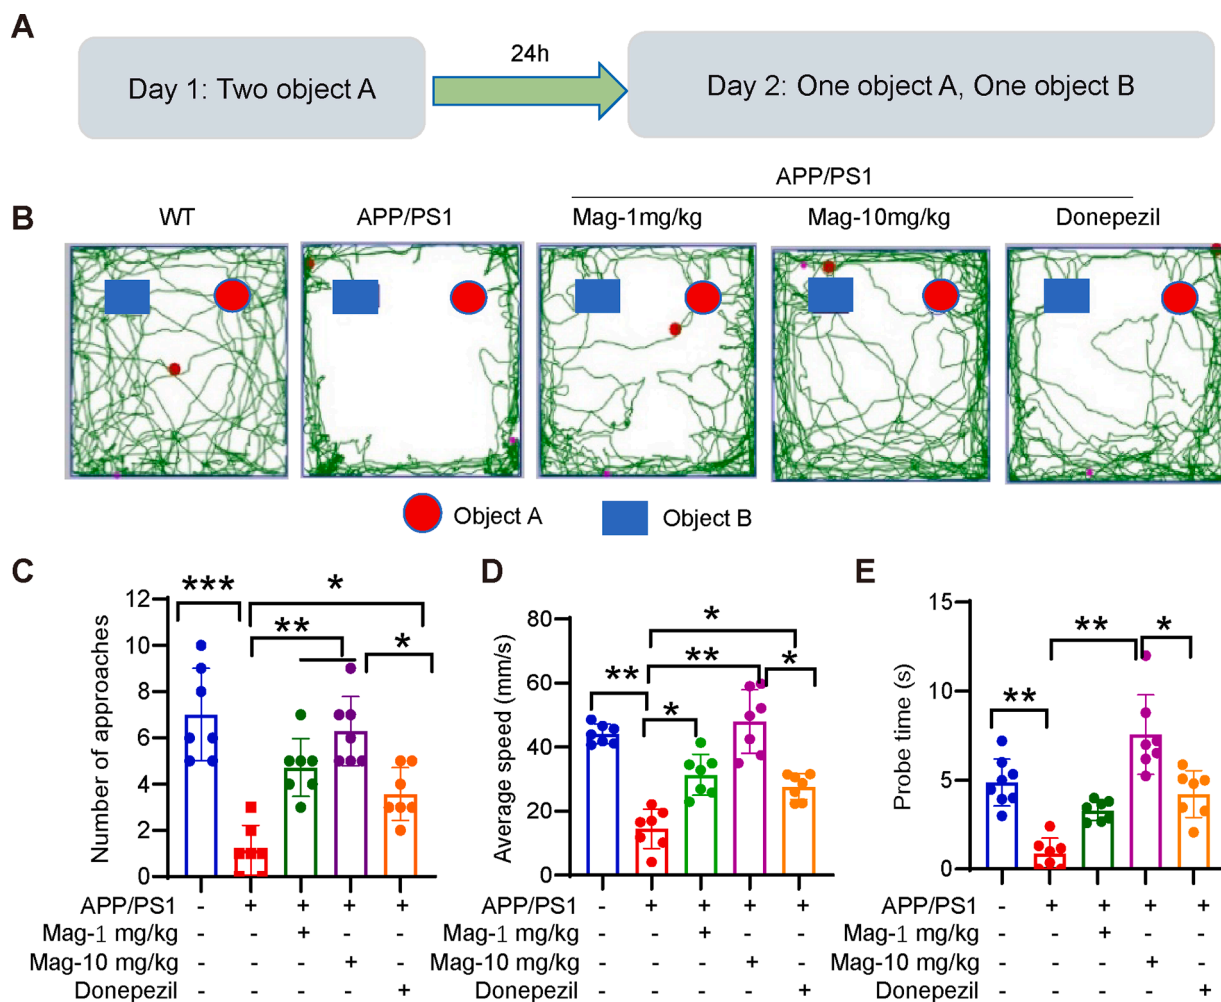 A
Day 1: Two object A
24h
Day 2: One object A, One object B
B
APP/PS1
WT
APP/PS1
Mag-1mg/kg
Mag-10mg/kg
Donepezil
Object A
Object B
C
Number of approaches
12
10
8
6
4
2
0
***
*
**
*
APP/PS1 - + + + +
Mag-1 mg/kg - - + - -
Mag-10 mg/kg - - - + -
Donepezil - - - - +
D
Average speed (mm/s)
80
60
40
20
0
**
*
**
*
*
APP/PS1 - + + + +
Mag-1 mg/kg - - + - -
Mag-10 mg/kg - - - + -
Donepezil - - - - +
E
Probe time (s)
15
10
5
0
**
**
*
APP/PS1 - + + + +
Mag-1 mg/kg - - + - -
Mag-10 mg/kg - - - + -
Donepezil - - - - +